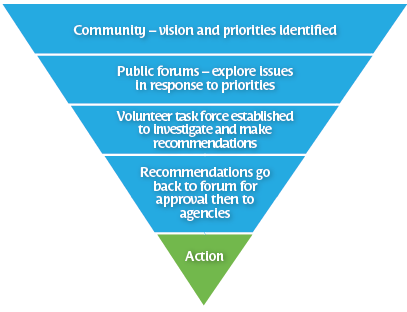 Community – vision and priorities identified
Public forums – explore issues
in response to priorities
Volunteer task force established
to investigate and make
recommendations
Recommendations go
back to forum for
approval then to
agencies
Action